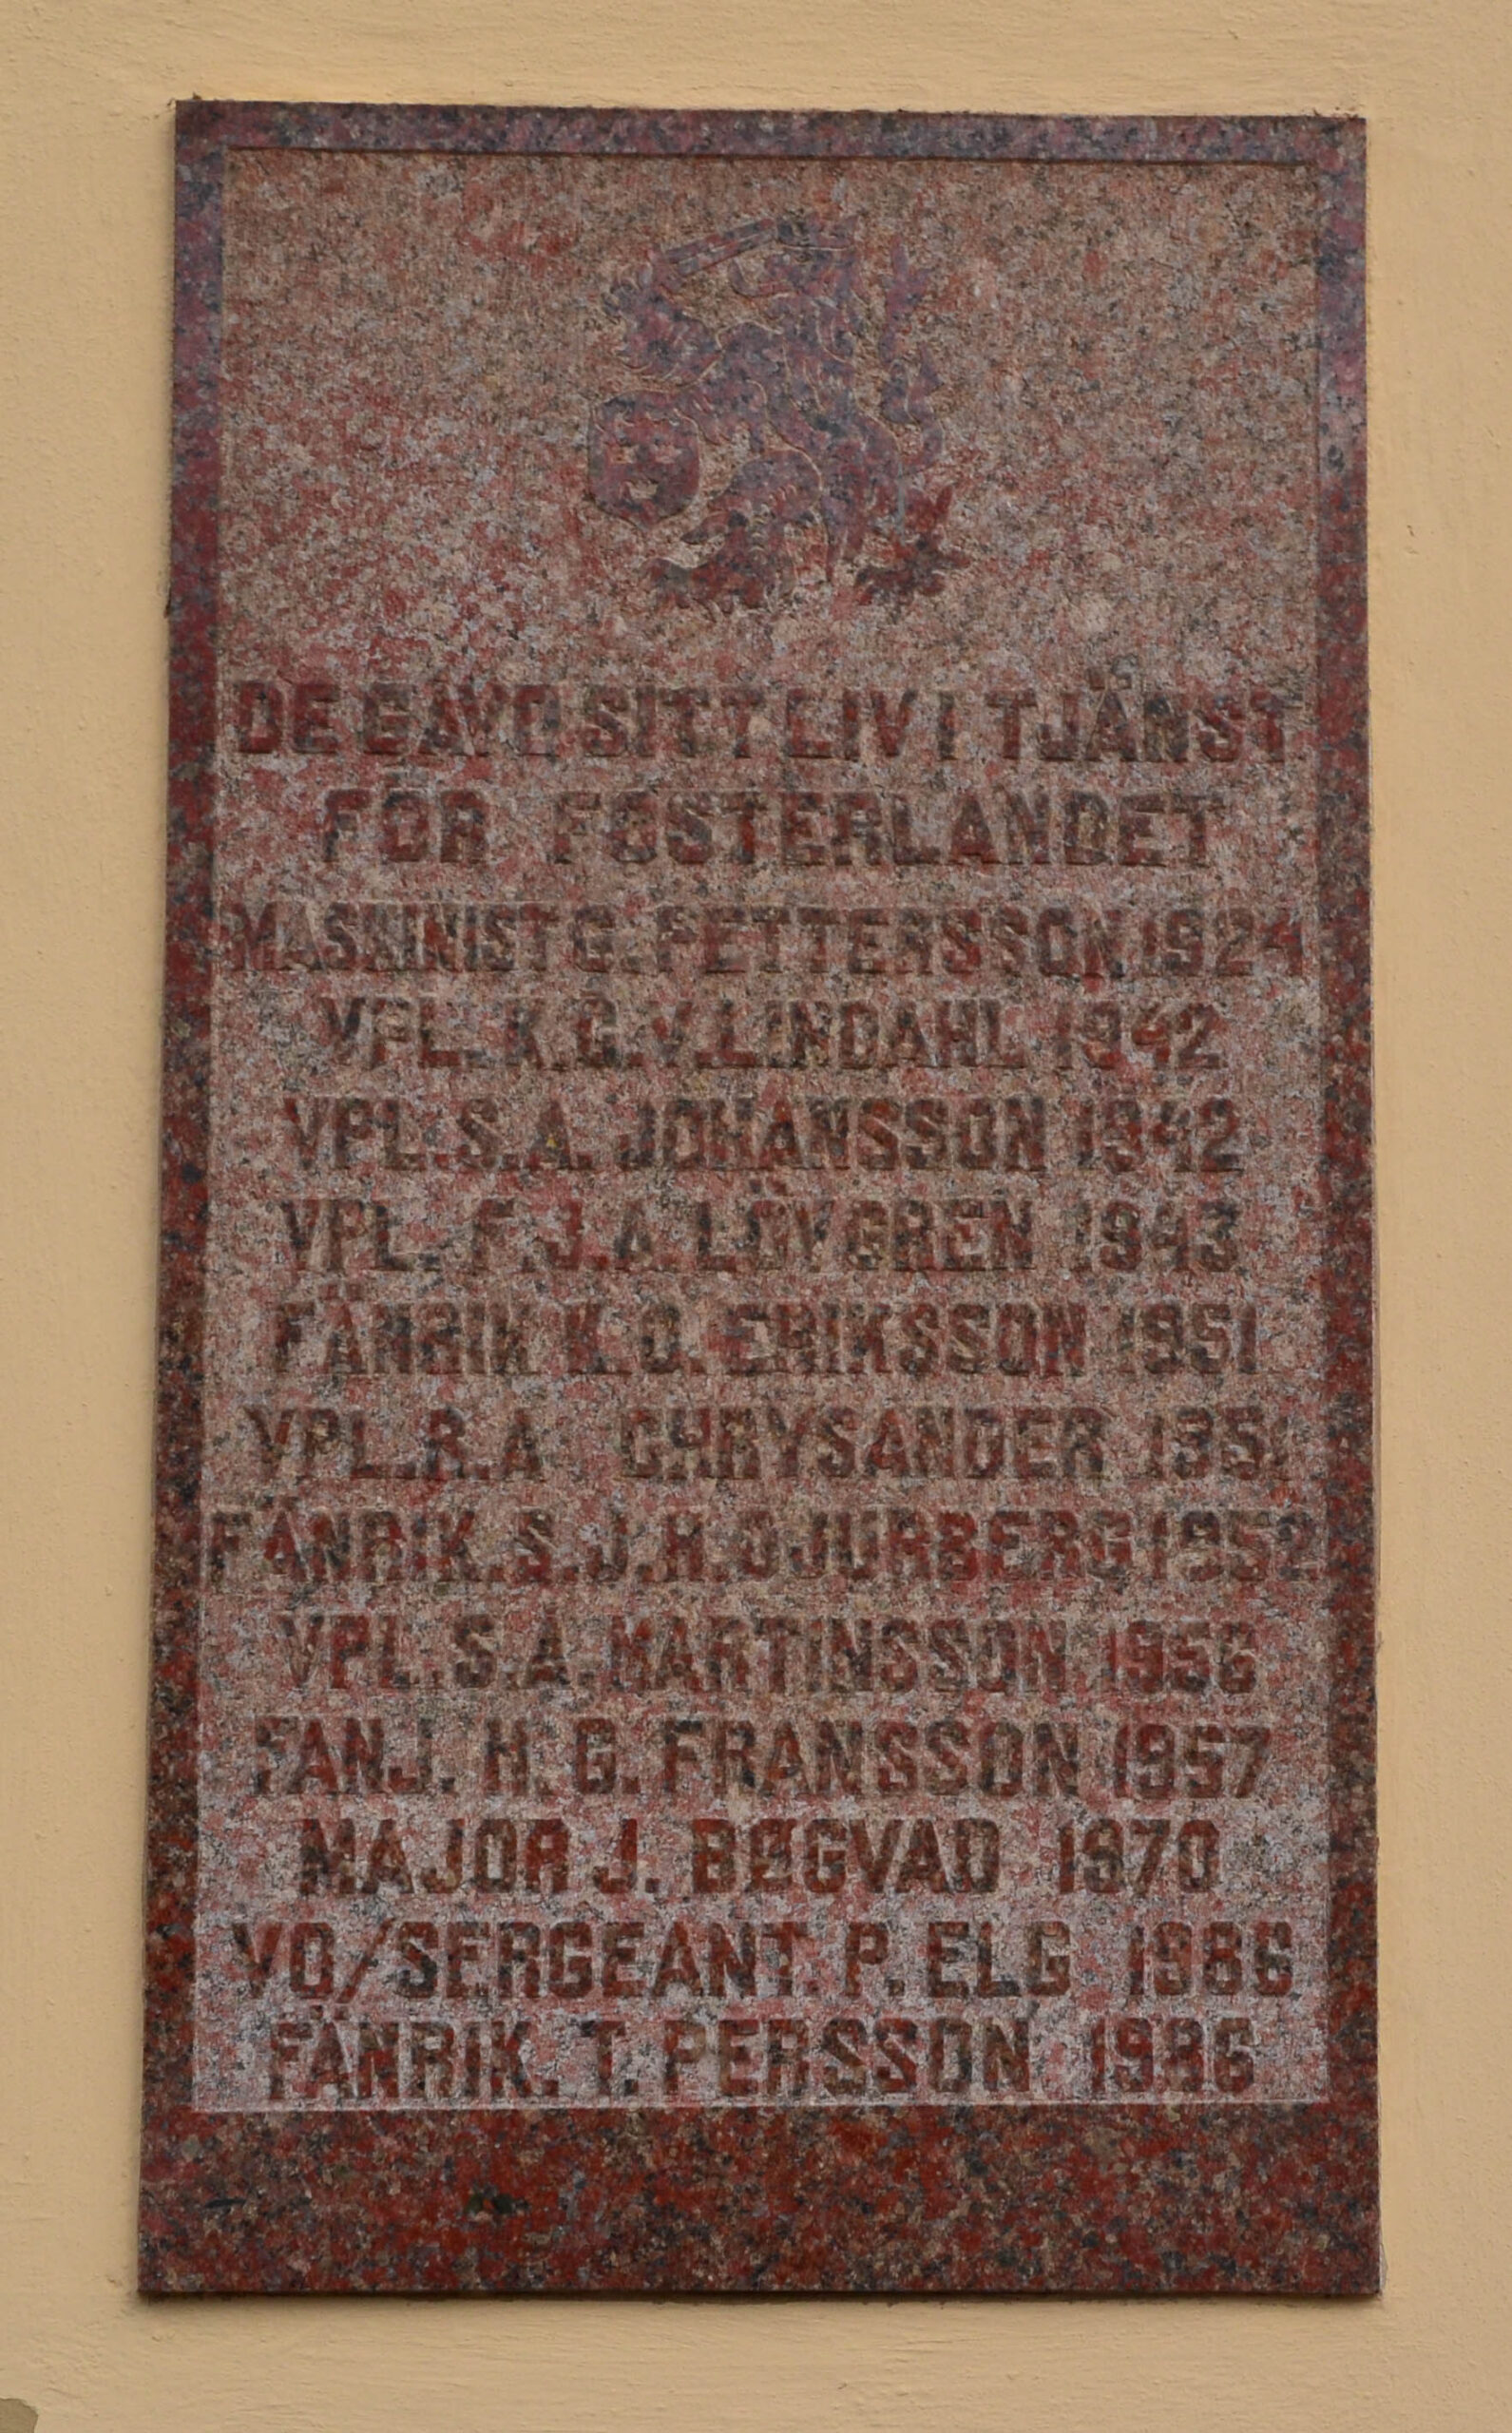 DE GAVO SITT LIV I TJÄNST
FÖR FOSTERLANDET
MASKINIST G. PETTERSSON 1924
VPL. K.G.V. LINDAHL 1942
VPL. S.A. JOHANSSON 1942
VPL. F.J.A. LÖVGREN 1943
FÄNRIK K.O. ERIKSSON 1951
VPL. R.A CHRYSANDER 1951
FÄNRIK. S.J.H. DJURBERG 1952
VPL. S.A. MARTINSSON 1956
FANJ. H.G. FRANSSON 1957
MAJOR J. BØGVAD 1970
VO/SERGEANT P. ELG 1986
FÄNRIK. T. PERSSON 1986